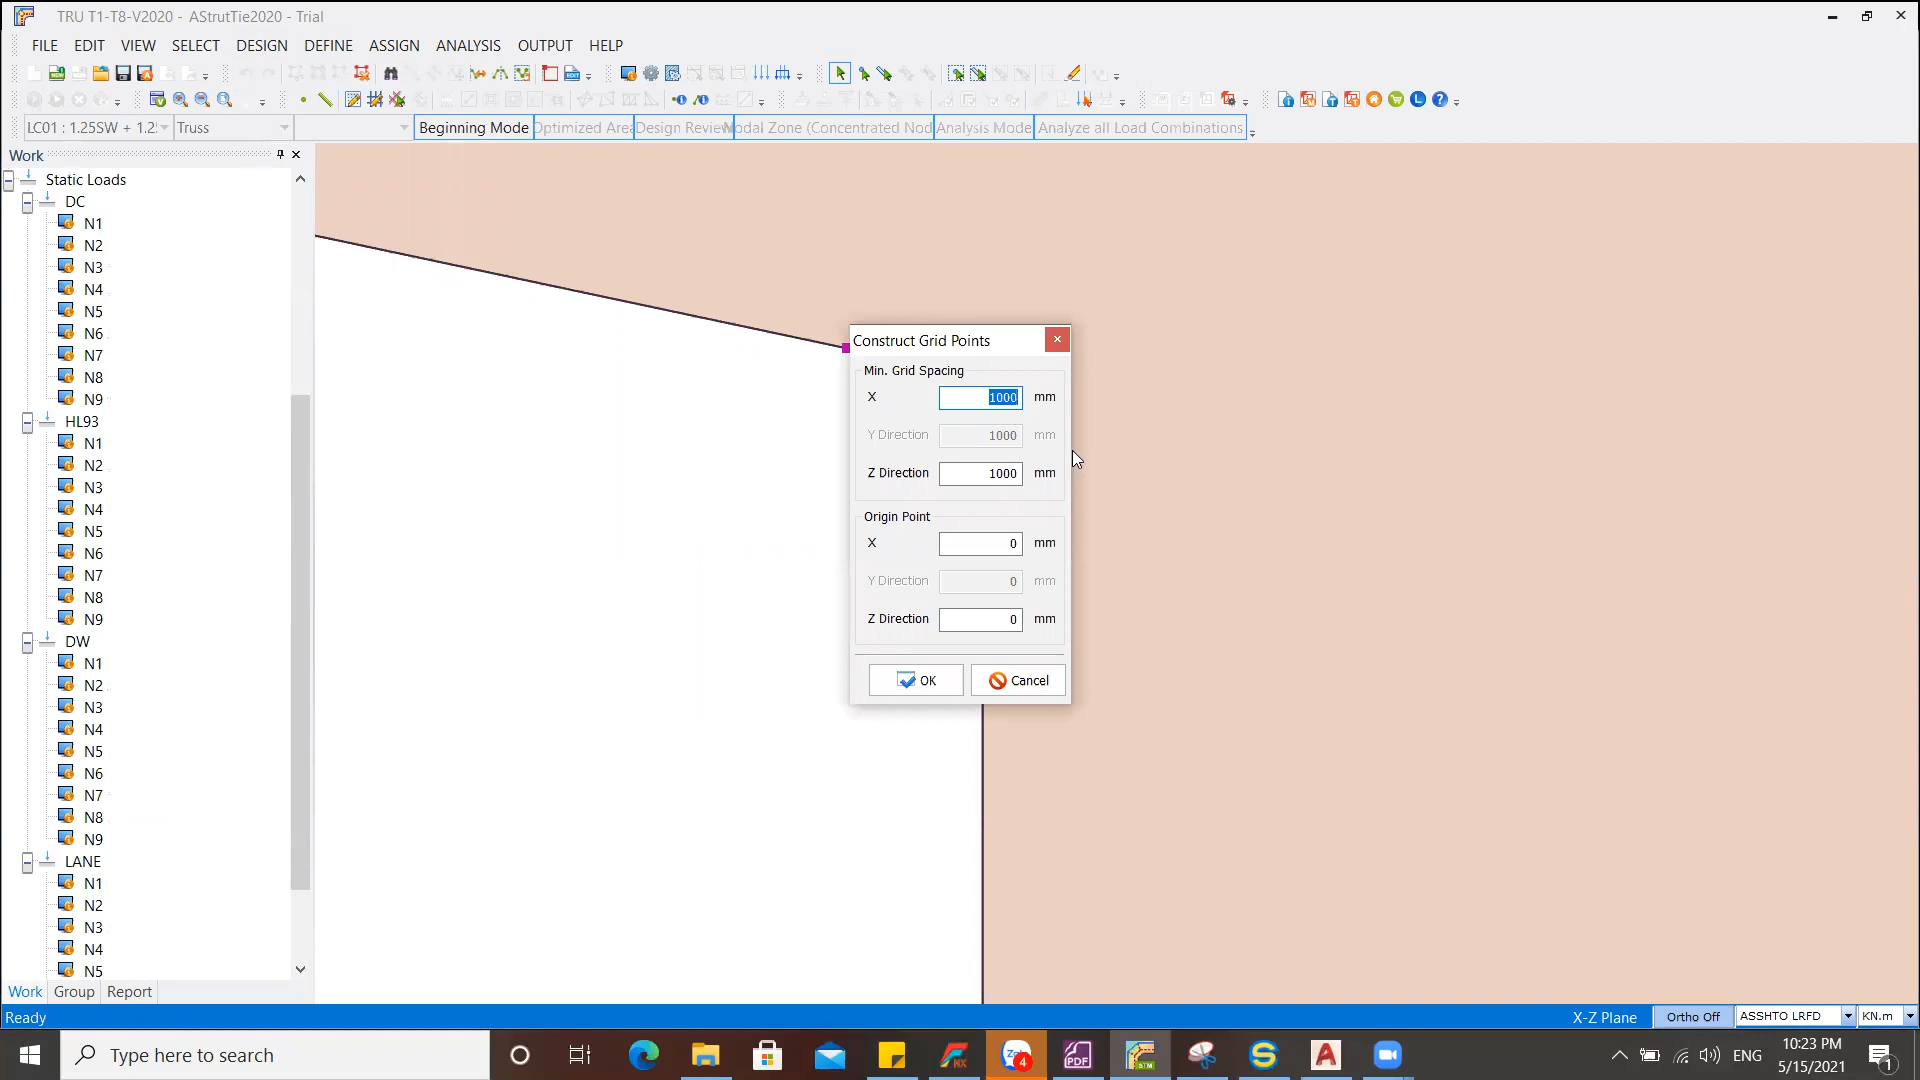 TRU T1-T8-V2020 - AStrutTie2020 - Trial
FILE EDIT VIEW SELECT DESIGN DEFINE ASSIGN ANALYSIS OUTPUT HELP
LC01 : 1.25SW + 1.2 Truss Beginning Mode Optimized Area Design Review Nodal Zone (Concentrated Nod Analysis Mode Analyze all Load Combinations
Work
Static Loads
DC
N1
N2
N3
N4
N5
N6
N7
N8
N9
HL93
N1
N2
N3
N4
N5
N6
N7
N8
N9
DW
N1
N2
N3
N4
N5
N6
N7
N8
N9
LANE
N1
N2
N3
N4
N5
Work Group Report
Construct Grid Points
Min. Grid Spacing
X 1000 mm
Y Direction 1000 mm
Z Direction 1000 mm
Origin Point
X 0 mm
Y Direction 0 mm
Z Direction 0 mm
OK Cancel
Ready X-Z Plane Ortho Off ASSHTO LRFD KN.m
Type here to search
4
PDF
STM
ENG
10:23 PM
5/15/2021
1